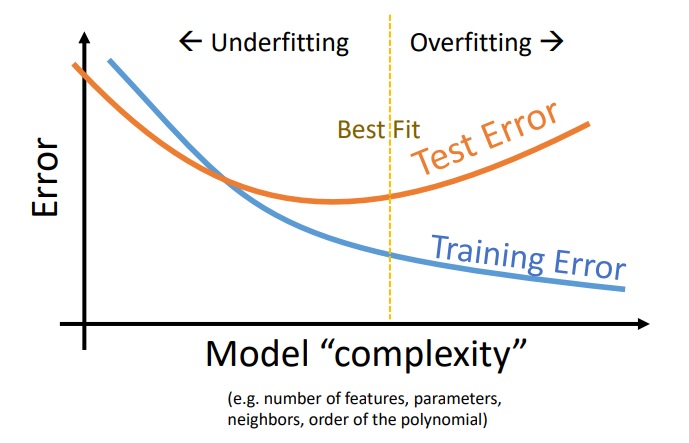 ← Underfitting
Overfitting →
Best Fit
Test Error
Error
Training Error
Model “complexity”
(e.g. number of features, parameters,
neighbors, order of the polynomial)